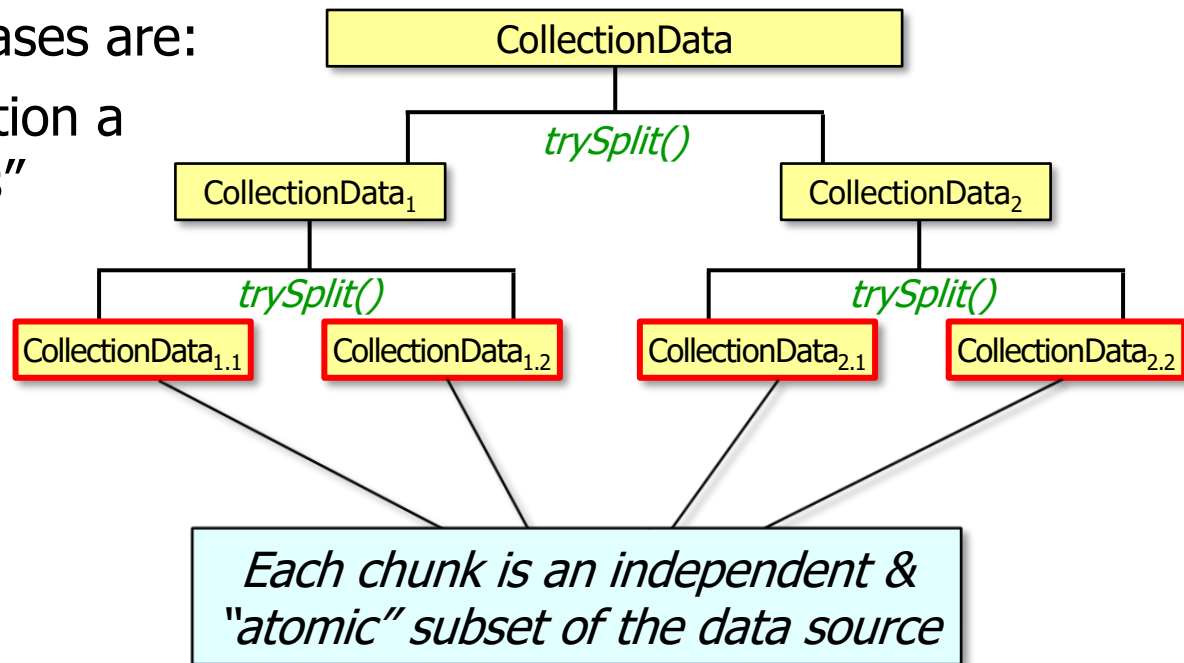 ases are:
tion a
s”
CollectionData
trySplit()
CollectionData₁
CollectionData₂
trySplit()
trySplit()
CollectionData₁.₁
CollectionData₁.₂
CollectionData₂.₁
CollectionData₂.₂
Each chunk is an independent &
“atomic” subset of the data source